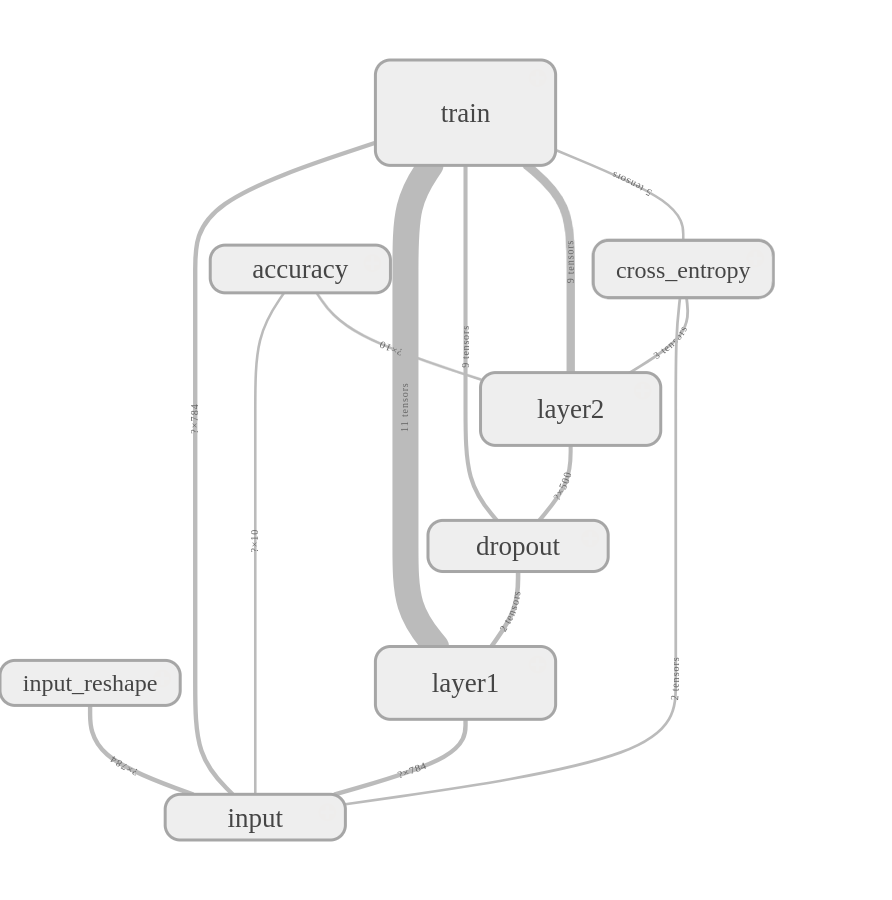 train
5 tensors
accuracy
cross_entropy
9 tensors
?×10
9 tensors
3 tensors
?×784
11 tensors
layer2
?×500
?×10
dropout
2 tensors
input_reshape
layer1
2 tensors
?×784
?×784
input